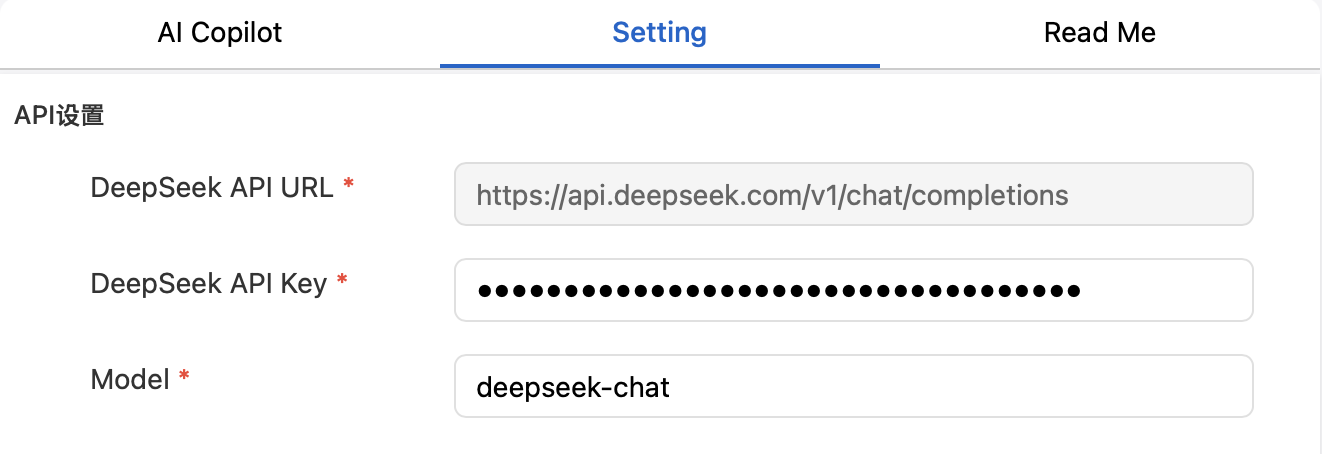 AI Copilot Setting Read Me
API设置
DeepSeek API URL * https://api.deepseek.com/v1/chat/completions
DeepSeek API Key * •••••••••••••••••••••••••••••••••••
Model * deepseek-chat